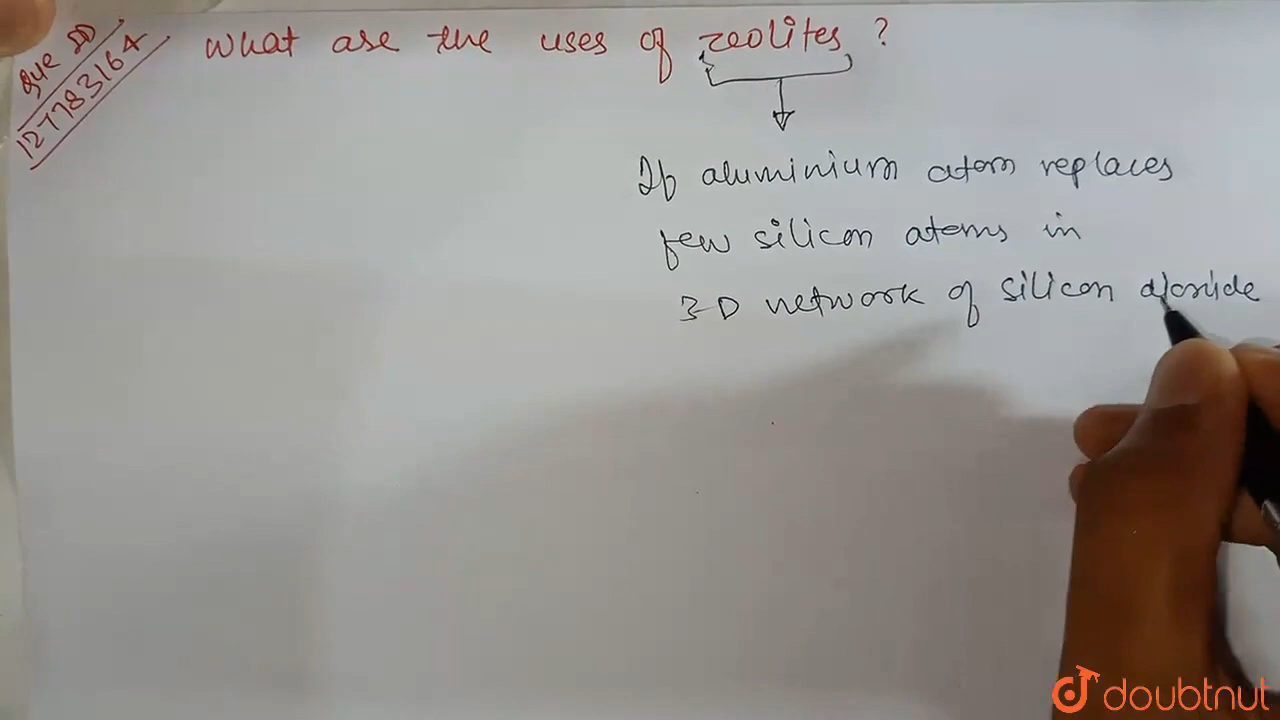 Que ID
127783164
What are the uses of zeolites ?
If aluminium atom replaces
few silicon atoms in
3-D network of silicon dioxide
doubtnut